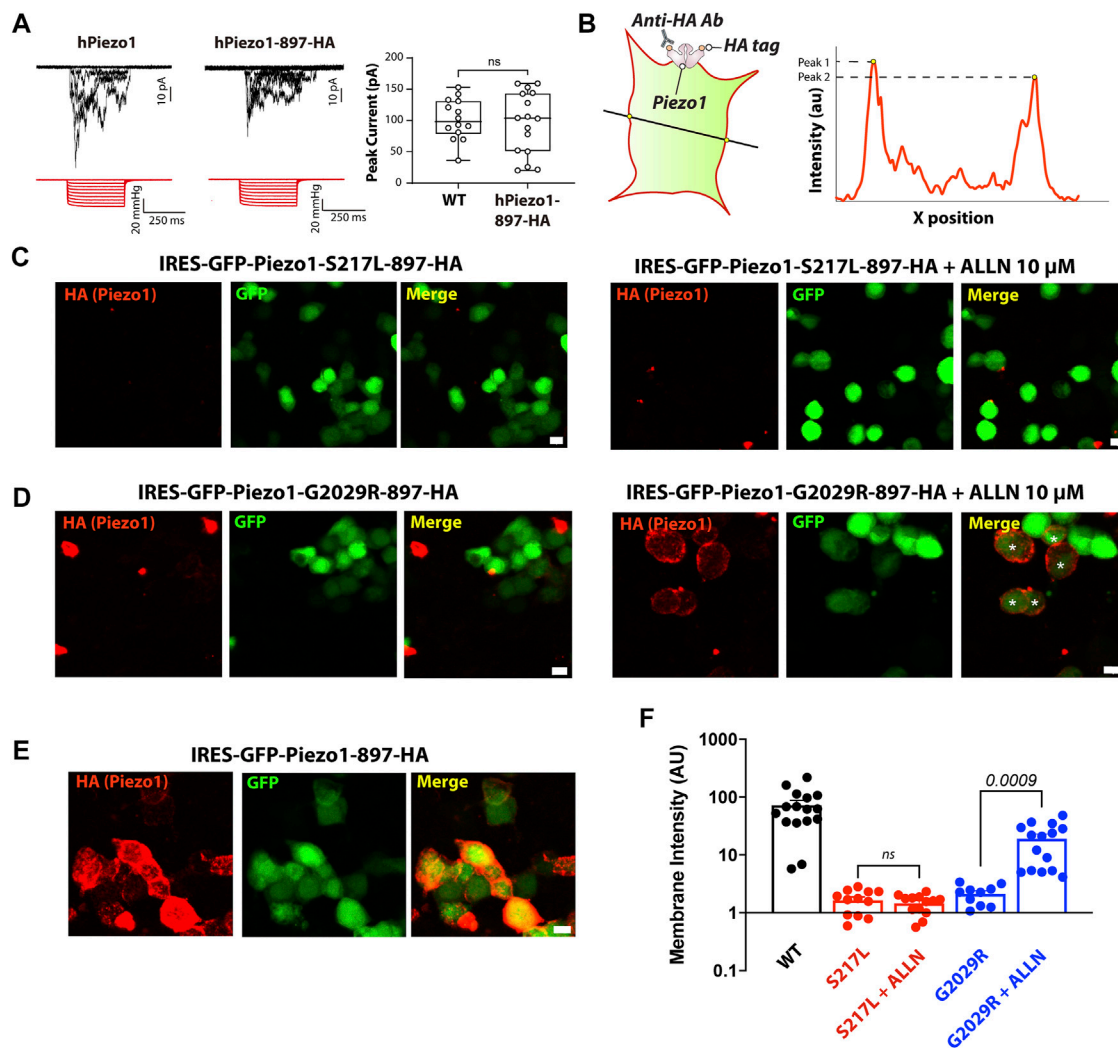 A
hPiezo1
hPiezo1-897-HA
10 pA
10 pA
20 mmHg
250 ms
20 mmHg
250 ms
Peak Current (pA)
200
150
100
50
0
ns
WT
hPiezo1-
897-HA
B
Anti-HA Ab
HA tag
Piezo1
Peak 1
Peak 2
Intensity (au)
X position
C
IRES-GFP-Piezo1-S217L-897-HA
HA (Piezo1)
GFP
Merge
IRES-GFP-Piezo1-S217L-897-HA + ALLN 10 µM
HA (Piezo1)
GFP
Merge
D
IRES-GFP-Piezo1-G2029R-897-HA
HA (Piezo1)
GFP
Merge
IRES-GFP-Piezo1-G2029R-897-HA + ALLN 10 µM
HA (Piezo1)
GFP
Merge
* * * * *
E
IRES-GFP-Piezo1-897-HA
HA (Piezo1)
GFP
Merge
F
Membrane Intensity (AU)
1000
100
10
1
0.1
ns
0.0009
WT
S217L
S217L + ALLN
G2029R
G2029R + ALLN